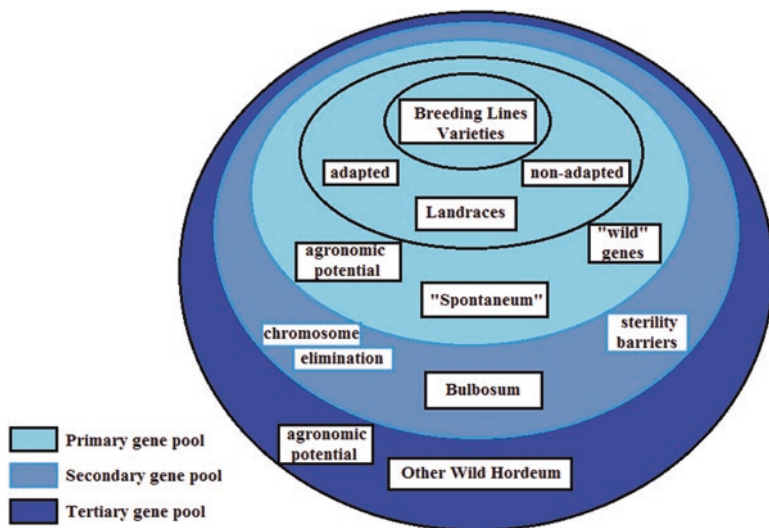 Breeding Lines
Varieties
adapted
non-adapted
Landraces
"wild"
genes
agronomic
potential
"Spontaneum"
sterility
barriers
chromosome
elimination
Bulbosum
agronomic
potential
Other Wild Hordeum
Primary gene pool
Secondary gene pool
Tertiary gene pool